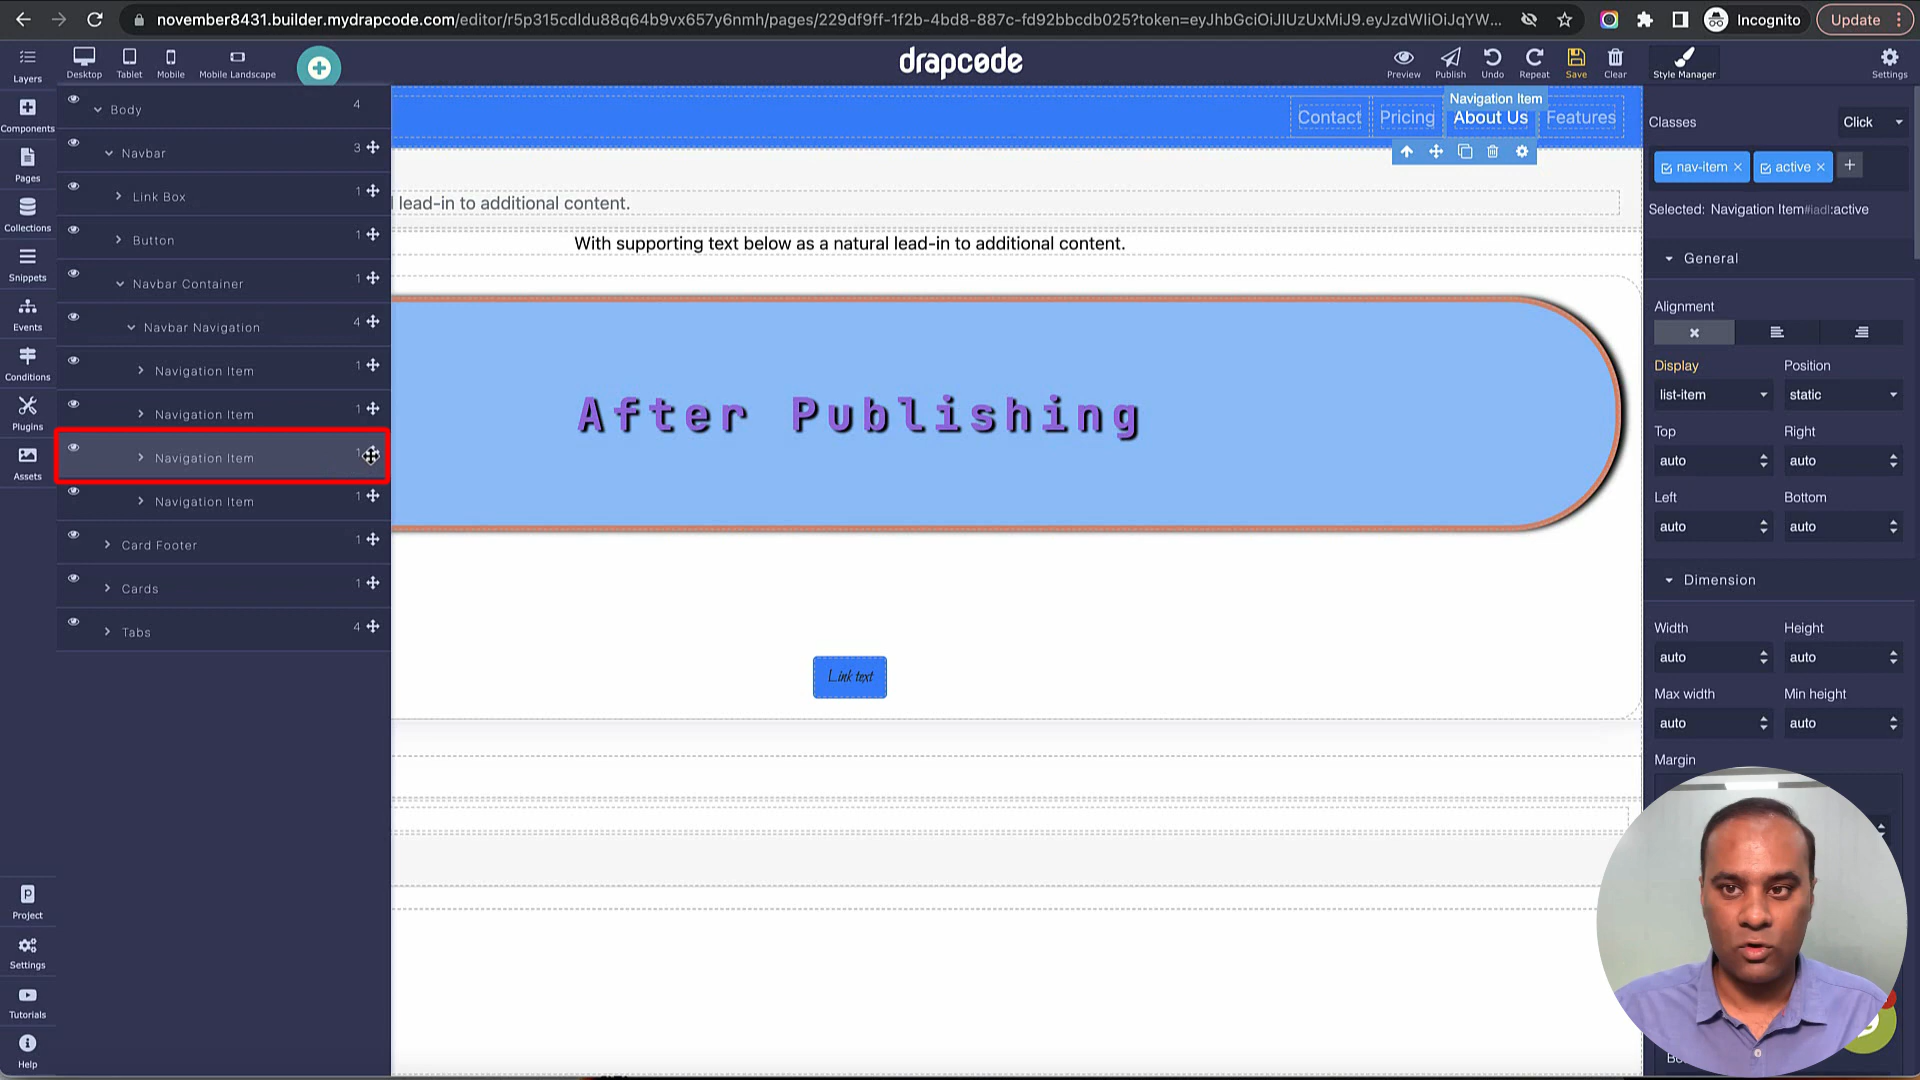 november8431.builder.mydrapcode.com/editor/r5p315cdldu88q64b9vx657y6nmh/pages/229df9ff-1f2b-4bd8-887c-fd92bbcdb025?token=eyJhbGciOiJIUzUxMiJ9.eyJzdWIiOiJqYW...
Incognito
Update
Layers
Desktop
Tablet
Mobile
Mobile Landscape
drapcode
Preview
Publish
Undo
Repeat
Save
Clear
Style Manager
Settings
Components
Pages
Collections
Snippets
Events
Conditions
Plugins
Assets
Project
Settings
Tutorials
Help
Body 4
Navbar 3
Link Box 1
Button 1
Navbar Container 1
Navbar Navigation 4
Navigation Item 1
Navigation Item 1
Navigation Item 1
Navigation Item 1
Card Footer 1
Cards 1
Tabs 4
Navigation Item
Contact Pricing About Us Features
lead-in to additional content.
With supporting text below as a natural lead-in to additional content.
After Publishing
Link text
Classes Click
nav-item × active × +
Selected: Navigation Item#iadl:active
General
Alignment
Display Position
list-item static
Top Right
auto auto
Left Bottom
auto auto
Dimension
Width Height
auto auto
Max width Min height
auto auto
Margin